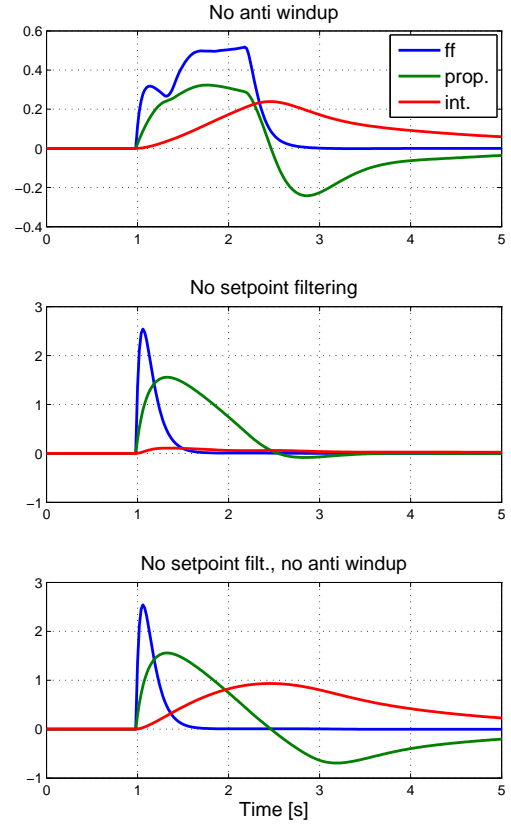 No anti windup
0.6
0.4
0.2
0
−0.2
−0.4
0 1 2 3 4 5
ff
prop.
int.
No setpoint filtering
3
2
1
0
−1
0 1 2 3 4 5
No setpoint filt., no anti windup
3
2
1
0
−1
0 1 2 3 4 5
Time [s]